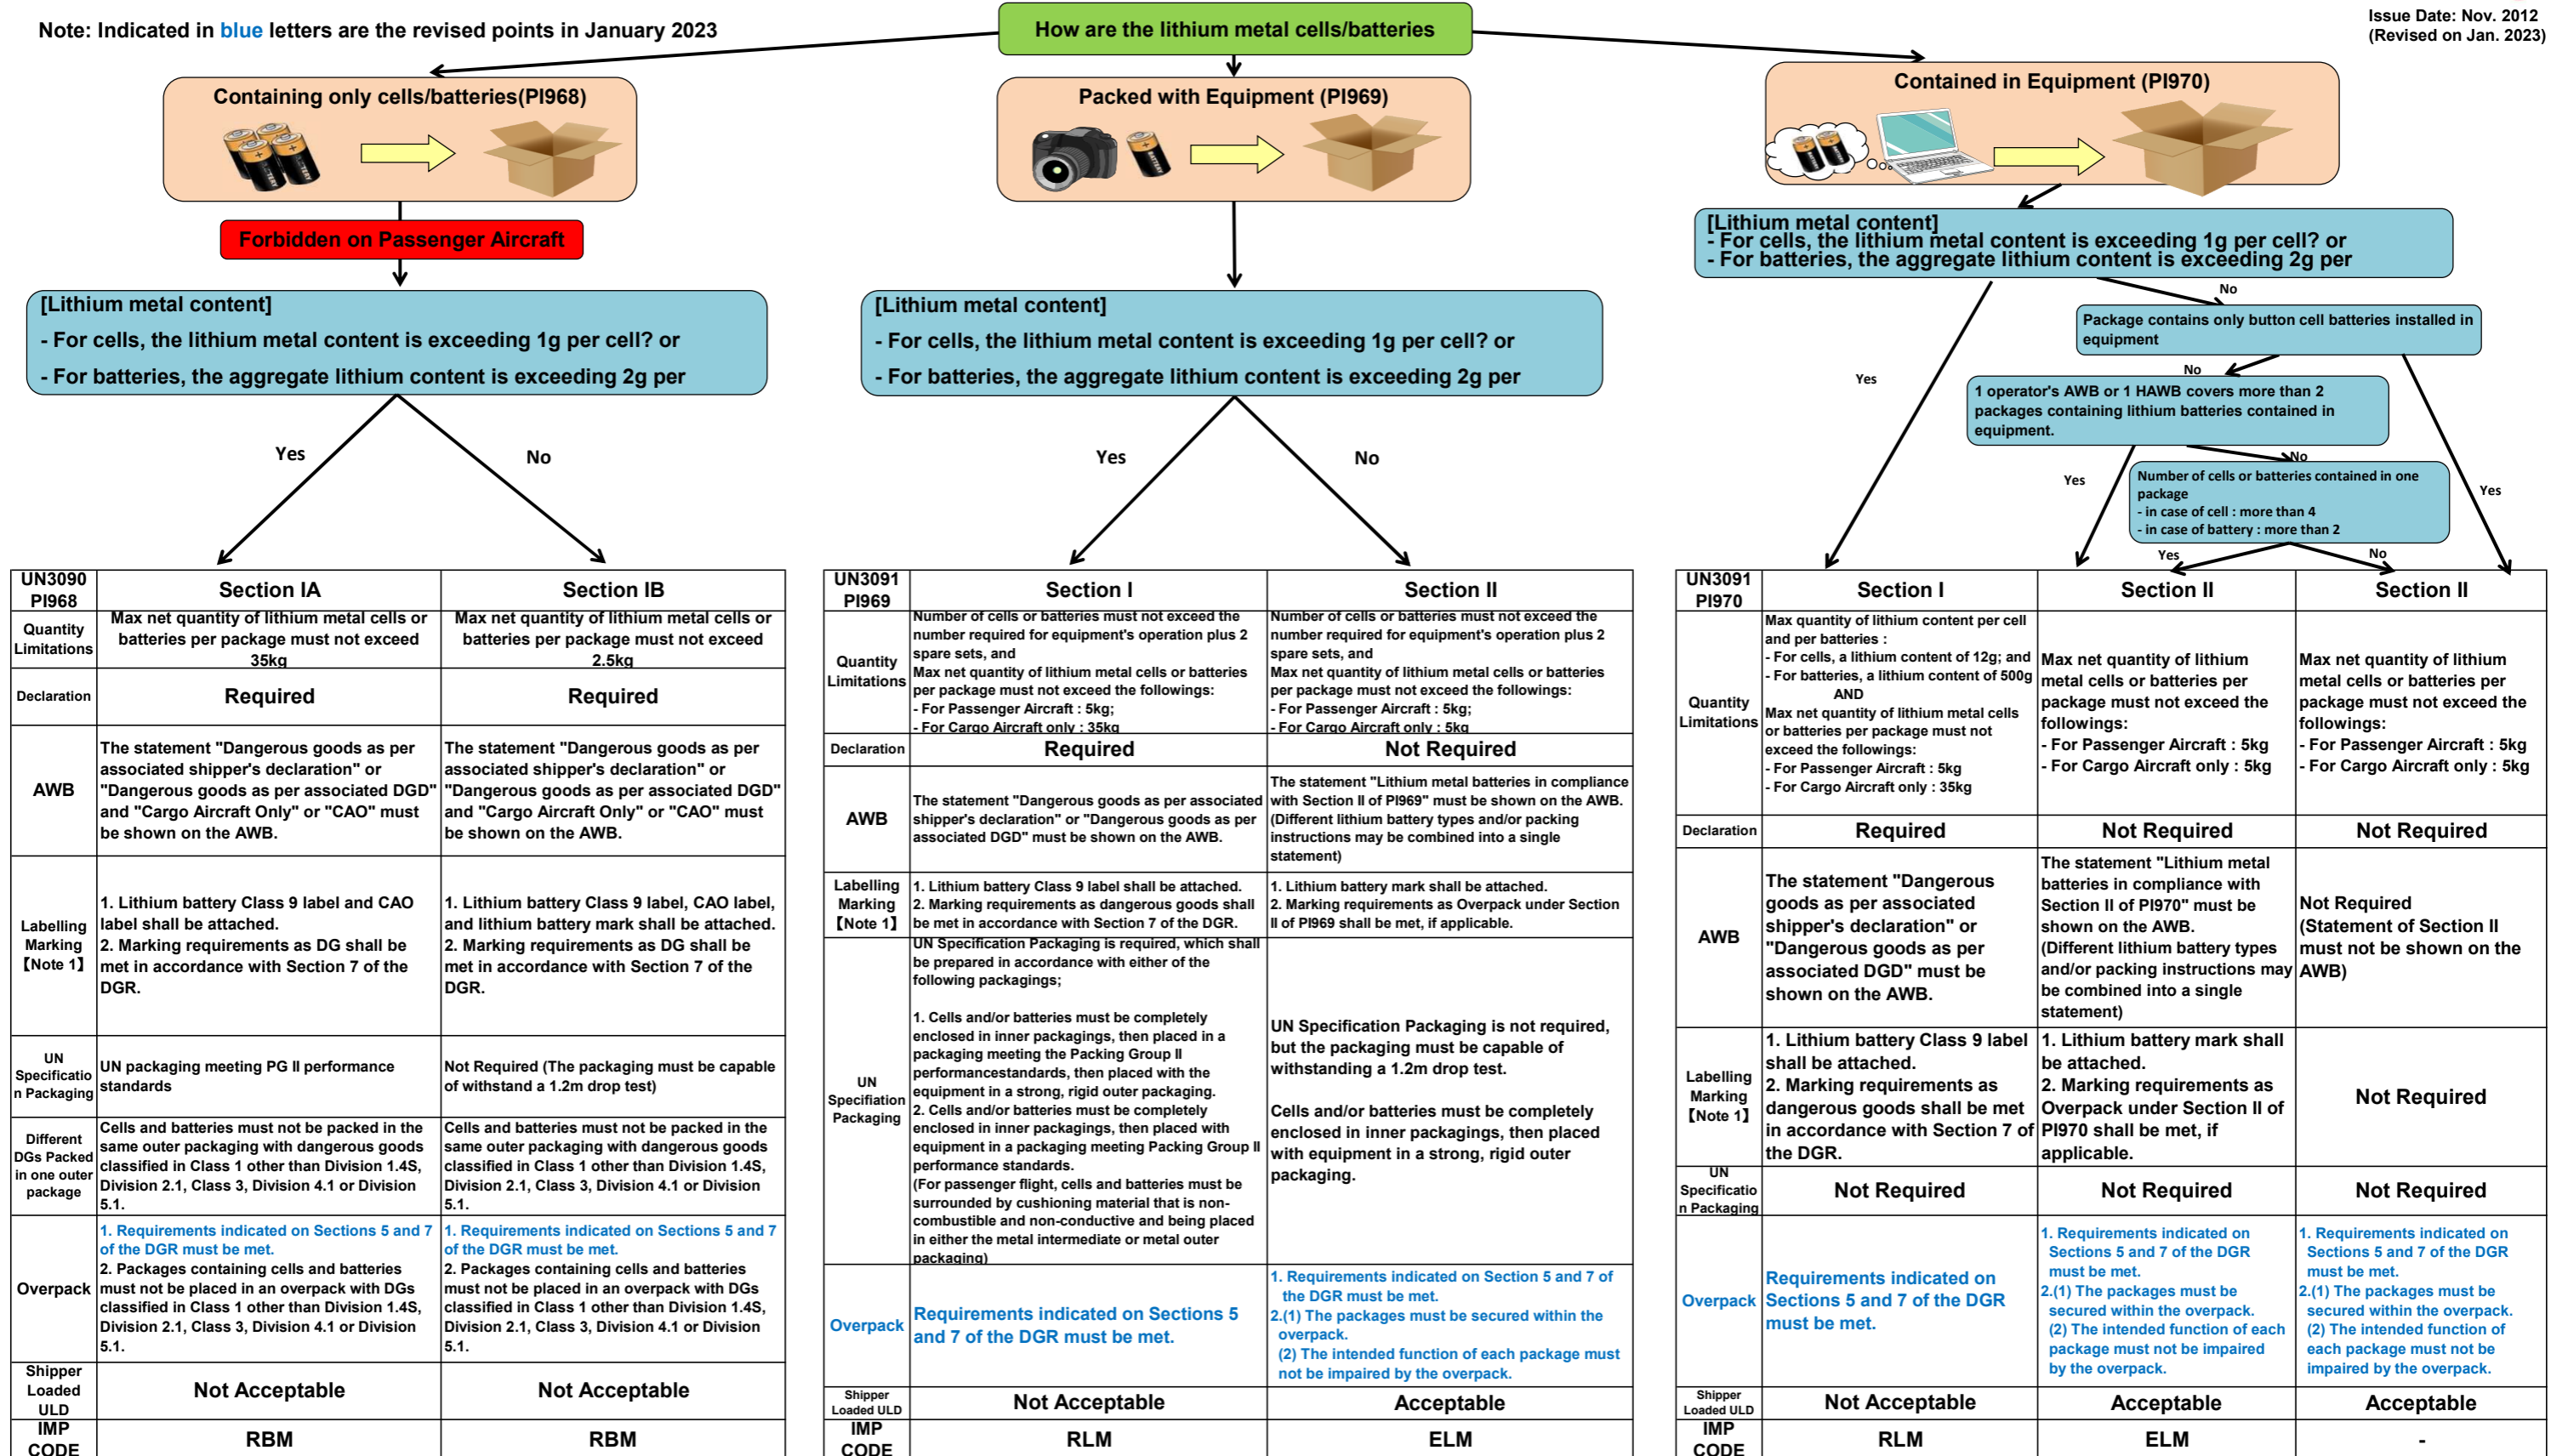 Note: Indicated in blue letters are the revised points in January 2023
How are the lithium metal cells/batteries
Issue Date: Nov. 2012
(Revised on Jan. 2023)
Containing only cells/batteries(PI968)
Forbidden on Passenger Aircraft
[Lithium metal content]
- For cells, the lithium metal content is exceeding 1g per cell? or
- For batteries, the aggregate lithium content is exceeding 2g per
Yes
No
Packed with Equipment (PI969)
BATTERY
[Lithium metal content]
- For cells, the lithium metal content is exceeding 1g per cell? or
- For batteries, the aggregate lithium content is exceeding 2g per
Yes
No
Contained in Equipment (PI970)
[Lithium metal content]
- For cells, the lithium metal content is exceeding 1g per cell? or
- For batteries, the aggregate lithium content is exceeding 2g per
No
Package contains only button cell batteries installed in
equipment
Yes
No
1 operator's AWB or 1 HAWB covers more than 2
packages containing lithium batteries contained in
equipment.
No
Yes
Number of cells or batteries contained in one
package
- in case of cell : more than 4
- in case of battery : more than 2
Yes
Yes
No
UN3090
PI968
Section IA
Section IB
Quantity
Limitations
Max net quantity of lithium metal cells or
batteries per package must not exceed
35kg
Max net quantity of lithium metal cells or
batteries per package must not exceed
2.5kg
Declaration
Required
Required
AWB
The statement "Dangerous goods as per
associated shipper's declaration" or
"Dangerous goods as per associated DGD"
and "Cargo Aircraft Only" or "CAO" must
be shown on the AWB.
The statement "Dangerous goods as per
associated shipper's declaration" or
"Dangerous goods as per associated DGD"
and "Cargo Aircraft Only" or "CAO" must
be shown on the AWB.
Labelling
Marking
【Note 1】
1. Lithium battery Class 9 label and CAO
label shall be attached.
2. Marking requirements as DG shall be
met in accordance with Section 7 of the
DGR.
1. Lithium battery Class 9 label, CAO label,
and lithium battery mark shall be attached.
2. Marking requirements as DG shall be
met in accordance with Section 7 of the
DGR.
UN
Specificatio
n Packaging
UN packaging meeting PG II performance
standards
Not Required (The packaging must be capable
of withstand a 1.2m drop test)
Different
DGs Packed
in one outer
package
Cells and batteries must not be packed in the
same outer packaging with dangerous goods
classified in Class 1 other than Division 1.4S,
Division 2.1, Class 3, Division 4.1 or Division
5.1.
Cells and batteries must not be packed in the
same outer packaging with dangerous goods
classified in Class 1 other than Division 1.4S,
Division 2.1, Class 3, Division 4.1 or Division
5.1.
Overpack
1. Requirements indicated on Sections 5 and 7
of the DGR must be met.
2. Packages containing cells and batteries
must not be placed in an overpack with DGs
classified in Class 1 other than Division 1.4S,
Division 2.1, Class 3, Division 4.1 or Division
5.1.
1. Requirements indicated on Sections 5 and 7
of the DGR must be met.
2. Packages containing cells and batteries
must not be placed in an overpack with DGs
classified in Class 1 other than Division 1.4S,
Division 2.1, Class 3, Division 4.1 or Division
5.1.
Shipper
Loaded
ULD
Not Acceptable
Not Acceptable
IMP
CODE
RBM
RBM
UN3091
PI969
Section I
Section II
Quantity
Limitations
Number of cells or batteries must not exceed the
number required for equipment's operation plus 2
spare sets, and
Max net quantity of lithium metal cells or batteries
per package must not exceed the followings:
- For Passenger Aircraft : 5kg;
- For Cargo Aircraft only : 35kg
Number of cells or batteries must not exceed the
number required for equipment's operation plus 2
spare sets, and
Max net quantity of lithium metal cells or batteries
per package must not exceed the followings:
- For Passenger Aircraft : 5kg;
- For Cargo Aircraft only : 5kg
Declaration
Required
Not Required
AWB
The statement "Dangerous goods as per associated
shipper's declaration" or "Dangerous goods as per
associated DGD" must be shown on the AWB.
The statement "Lithium metal batteries in compliance
with Section II of PI969" must be shown on the AWB.
(Different lithium battery types and/or packing
instructions may be combined into a single
statement)
Labelling
Marking
【Note 1】
1. Lithium battery Class 9 label shall be attached.
2. Marking requirements as dangerous goods shall
be met in accordance with Section 7 of the DGR.
1. Lithium battery mark shall be attached.
2. Marking requirements as Overpack under Section
II of PI969 shall be met, if applicable.
UN
Specifiation
Packaging
UN Specification Packaging is required, which shall
be prepared in accordance with either of the
following packagings;
1. Cells and/or batteries must be completely
enclosed in inner packagings, then placed in a
packaging meeting the Packing Group II
performancestandards, then placed with the
equipment in a strong, rigid outer packaging.
2. Cells and/or batteries must be completely
enclosed in inner packagings, then placed with
equipment in a packaging meeting Packing Group II
performance standards.
(For passenger flight, cells and batteries must be
surrounded by cushioning material that is non-
combustible and non-conductive and being placed
in either the metal intermediate or metal outer
packaging)
UN Specification Packaging is not required,
but the packaging must be capable of
withstanding a 1.2m drop test.
Cells and/or batteries must be completely
enclosed in inner packagings, then placed
with equipment in a strong, rigid outer
packaging.
Overpack
Requirements indicated on Sections 5
and 7 of the DGR must be met.
1. Requirements indicated on Section 5 and 7 of
the DGR must be met.
2.(1) The packages must be secured within the
overpack.
(2) The intended function of each package must
not be impaired by the overpack.
Shipper
Loaded ULD
Not Acceptable
Acceptable
IMP
CODE
RLM
ELM
UN3091
PI970
Section I
Section II
Section II
Quantity
Limitations
Max quantity of lithium content per cell
and per batteries :
- For cells, a lithium content of 12g; and
- For batteries, a lithium content of 500g
AND
Max net quantity of lithium metal cells
or batteries per package must not
exceed the followings:
- For Passenger Aircraft : 5kg
- For Cargo Aircraft only : 35kg
Max net quantity of lithium
metal cells or batteries per
package must not exceed the
followings:
- For Passenger Aircraft : 5kg
- For Cargo Aircraft only : 5kg
Max net quantity of lithium
metal cells or batteries per
package must not exceed the
followings:
- For Passenger Aircraft : 5kg
- For Cargo Aircraft only : 5kg
Declaration
Required
Not Required
Not Required
AWB
The statement "Dangerous
goods as per associated
shipper's declaration" or
"Dangerous goods as per
associated DGD" must be
shown on the AWB.
The statement "Lithium metal
batteries in compliance with
Section II of PI970" must be
shown on the AWB.
(Different lithium battery types
and/or packing instructions may
be combined into a single
statement)
Not Required
(Statement of Section II
must not be shown on the
AWB)
Labelling
Marking
【Note 1】
1. Lithium battery Class 9 label
shall be attached.
2. Marking requirements as
dangerous goods shall be met
in accordance with Section 7 of
the DGR.
1. Lithium battery mark shall
be attached.
2. Marking requirements as
Overpack under Section II of
PI970 shall be met, if
applicable.
Not Required
UN
Specificatio
n Packaging
Not Required
Not Required
Not Required
Overpack
Requirements indicated on
Sections 5 and 7 of the DGR
must be met.
1. Requirements indicated on
Sections 5 and 7 of the DGR
must be met.
2.(1) The packages must be
secured within the overpack.
(2) The intended function of each
package must not be impaired
by the overpack.
1. Requirements indicated on
Sections 5 and 7 of the DGR
must be met.
2.(1) The packages must be
secured within the overpack.
(2) The intended function of
each package must not be
impaired by the overpack.
Shipper
Loaded ULD
Not Acceptable
Acceptable
Acceptable
IMP
CODE
RLM
ELM
-